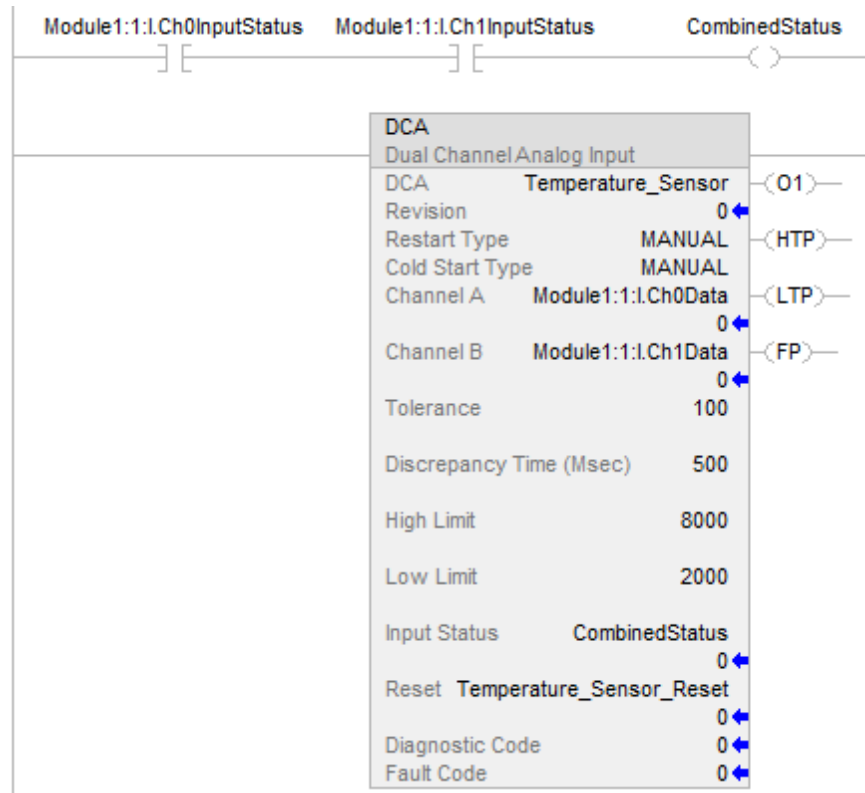 Module1:1:I.Ch0InputStatus Module1:1:I.Ch1InputStatus CombinedStatus
DCA
Dual Channel Analog Input
DCA Temperature_Sensor O1
Revision 0
Restart Type MANUAL HTP
Cold Start Type MANUAL
Channel A Module1:1:I.Ch0Data LTP
0
Channel B Module1:1:I.Ch1Data FP
0
Tolerance 100
Discrepancy Time (Msec) 500
High Limit 8000
Low Limit 2000
Input Status CombinedStatus
0
Reset Temperature_Sensor_Reset
0
Diagnostic Code 0
Fault Code 0